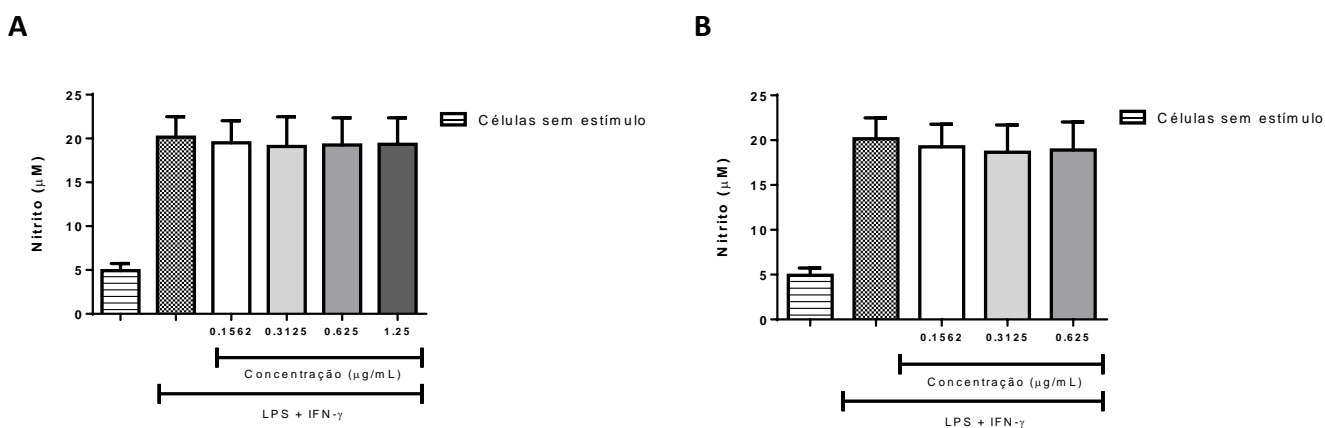 A
25
20
15
10
5
0
Nitrito (μM)
Células sem estímulo
0.1562 0.3125 0.625 1.25
Concentração (μg/mL)
LPS + IFN-γ
B
25
20
15
10
5
0
Nitrito (μM)
Células sem estímulo
0.1562 0.3125 0.625
Concentração (μg/mL)
LPS + IFN-γ